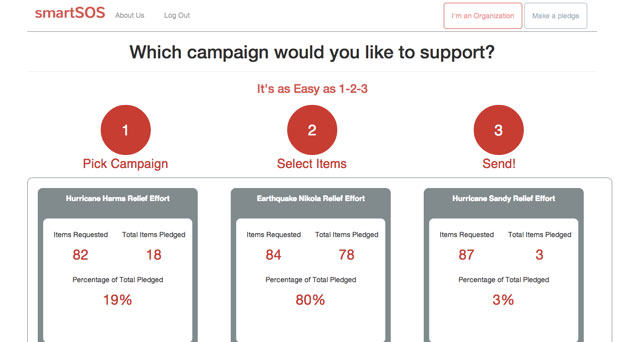 smartSOS About Us Log Out I'm an Organization Make a pledge
Which campaign would you like to support?
It's as Easy as 1-2-3
1 2 3
Pick Campaign Select Items Send!
Hurricane Harms Relief Effort Earthquake Nikola Relief Effort Hurricane Sandy Relief Effort
Items Requested Total Items Pledged Items Requested Total Items Pledged Items Requested Total Items Pledged
82 18 84 78 87 3
Percentage of Total Pledged Percentage of Total Pledged Percentage of Total Pledged
19% 80% 3%